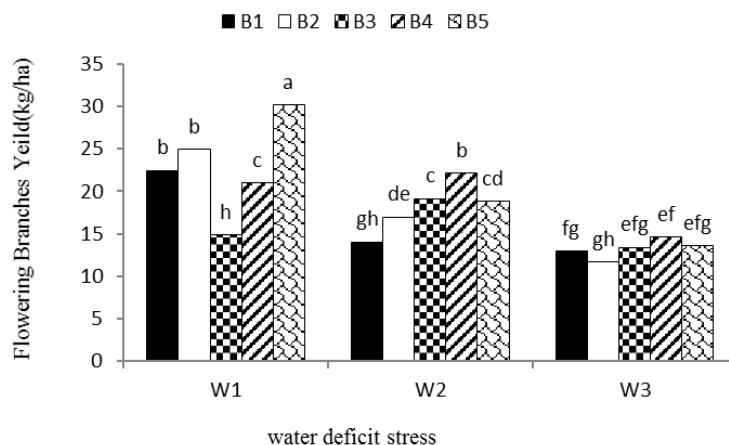 B1 B2 B3 B4 B5
Flowering Branches Yeild(kg/ha)
35
30
25
20
15
10
5
0
b b h c a
gh de c b cd
fg gh efg ef efg
W1 W2 W3
water deficit stress